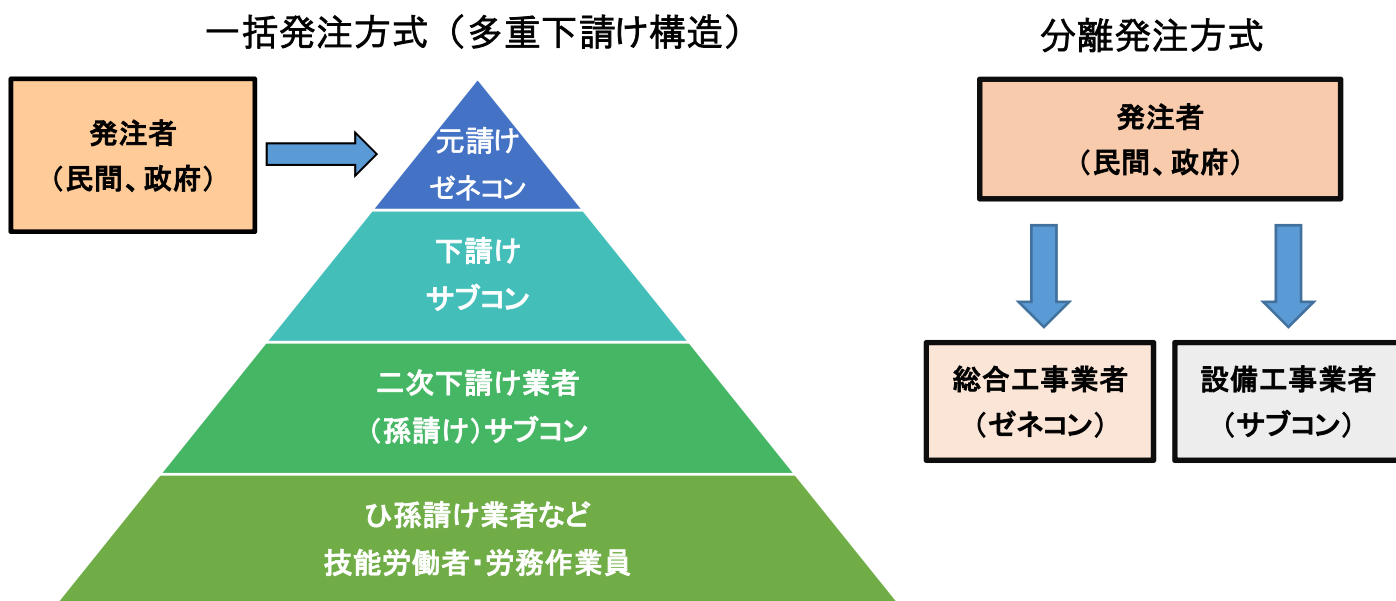 一括発注方式（多重下請け構造）
発注者
（民間、政府）
元請け
ゼネコン
下請け
サブコン
二次下請け業者
（孫請け）サブコン
ひ孫請け業者など
技能労働者・労務作業員
分離発注方式
発注者
（民間、政府）
総合工事業者
（ゼネコン）
設備工事業者
（サブコン）